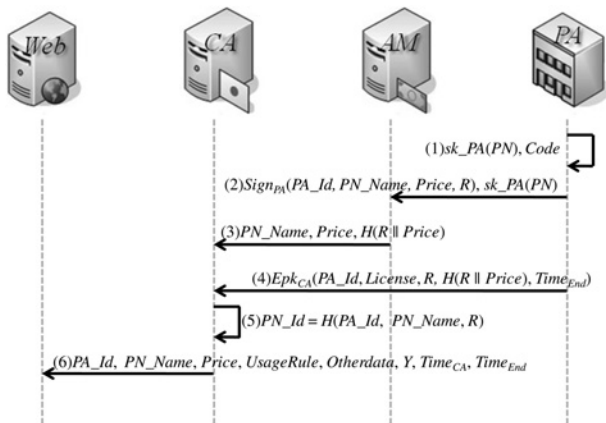 Web CA AM PA
(1)sk_PA(PN), Code
(2)Sign_PA(PA_Id, PN_Name, Price, R), sk_PA(PN)
(3)PN_Name, Price, H(R || Price)
(4)Epk_CA(PA_Id, License, R, H(R || Price), Time_End)
(5)PN_Id = H(PA_Id, PN_Name, R)
(6)PA_Id, PN_Name, Price, UsageRule, Otherdata, Y, Time_CA, Time_End